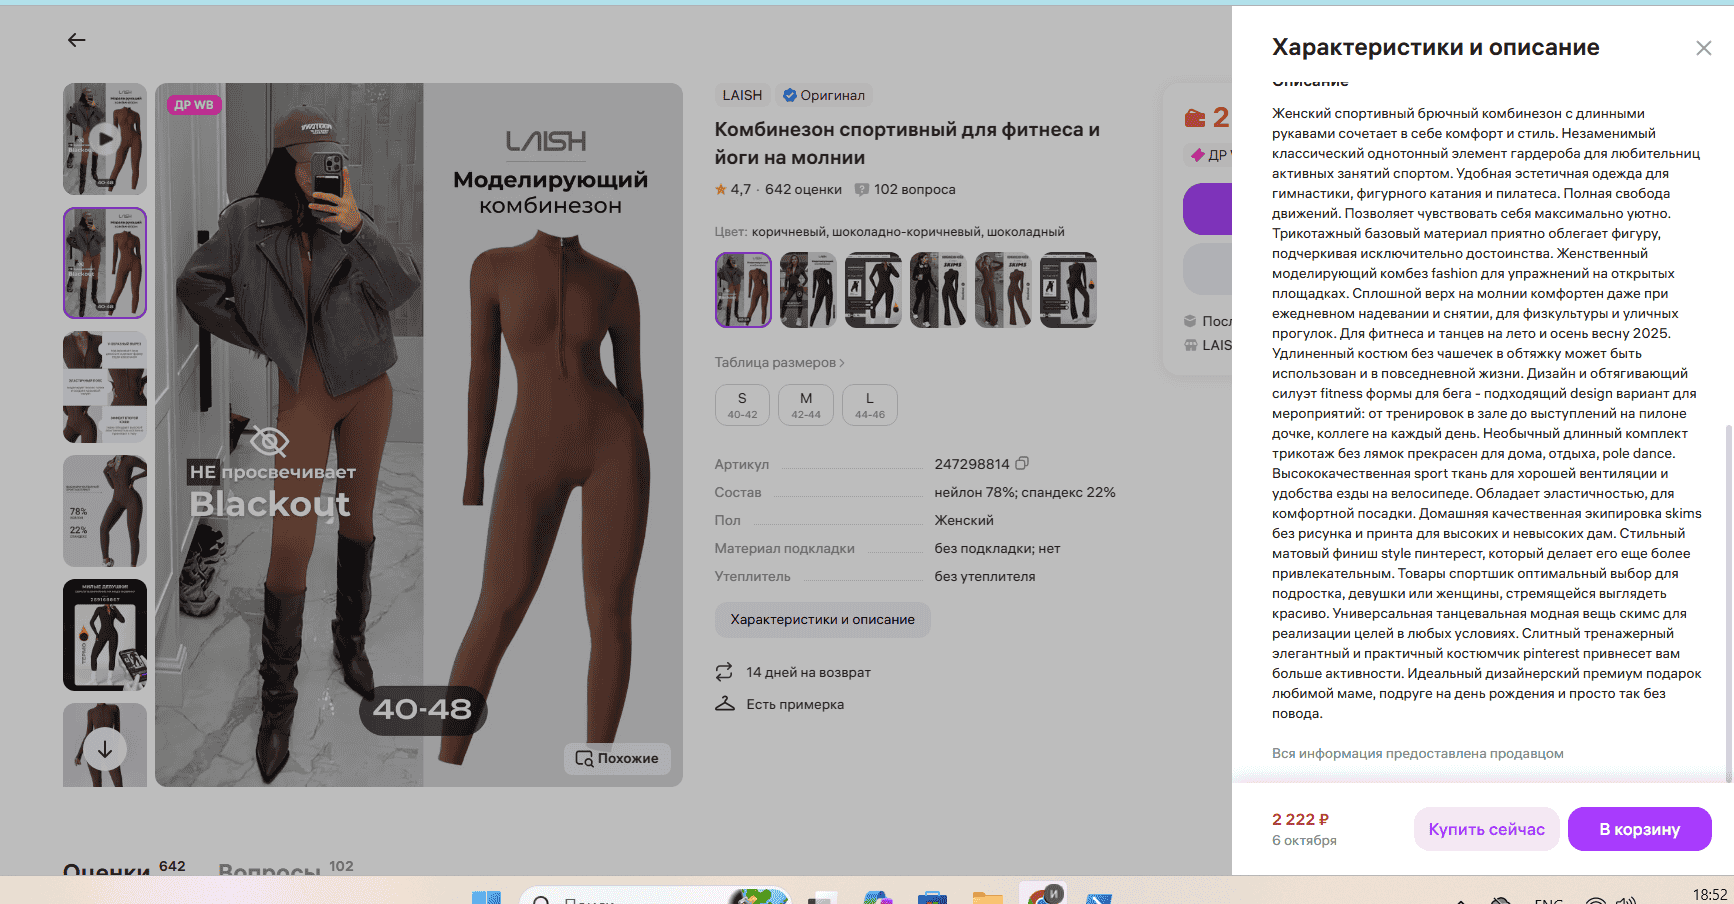 ДР WB
LAISH
Моделирующий
комбинезон
НЕ просвечивает
Blackout
40-48
Похожие
LAISH
Оригинал
Комбинезон спортивный для фитнеса и
йоги на молнии
4,7 · 642 оценки
102 вопроса
Цвет: коричневый, шоколадно-коричневый, шоколадный
Таблица размеров
S
40-42
M
42-44
L
44-46
Артикул 247298814
Состав нейлон 78%; спандекс 22%
Пол Женский
Материал подкладки без подкладки; нет
Утеплитель без утеплителя
Характеристики и описание
14 дней на возврат
Есть примерка
Оценки 642
Вопросы 102
2
ДР
LAIS
Характеристики и описание
Описание
Женский спортивный брючный комбинезон с длинными
рукавами сочетает в себе комфорт и стиль. Незаменимый
классический однотонный элемент гардероба для любительниц
активных занятий спортом. Удобная эстетичная одежда для
гимнастики, фигурного катания и пилатеса. Полная свобода
движений. Позволяет чувствовать себя максимально уютно.
Трикотажный базовый материал приятно облегает фигуру,
подчеркивая исключительно достоинства. Женственный
моделирующий комбез fashion для упражнений на открытых
площадках. Сплошной верх на молнии комфортен даже при
ежедневном надевании и снятии, для физкультуры и уличных
прогулок. Для фитнеса и танцев на лето и осень весну 2025.
Удлиненный костюм без чашечек в обтяжку может быть
использован и в повседневной жизни. Дизайн и обтягивающий
силуэт fitness формы для бега - подходящий design вариант для
мероприятий: от тренировок в зале до выступлений на пилоне
дочке, коллеге на каждый день. Необычный длинный комплект
трикотаж без лямок прекрасен для дома, отдыха, pole dance.
Высококачественная sport ткань для хорошей вентиляции и
удобства езды на велосипеде. Обладает эластичностью, для
комфортной посадки. Домашняя качественная экипировка skims
без рисунка и принта для высоких и невысоких дам. Стильный
матовый финиш style пинтерест, который делает его еще более
привлекательным. Товары спортшик оптимальный выбор для
подростка, девушки или женщины, стремящейся выглядеть
красиво. Универсальная танцевальная модная вещь скимс для
реализации целей в любых условиях. Слитный тренажерный
элегантный и практичный костюмчик pinterest привнесет вам
больше активности. Идеальный дизайнерский премиум подарок
любимой маме, подруге на день рождения и просто так без
повода.
Вся информация предоставлена продавцом
2 222 ₽
6 октября
Купить сейчас
В корзину
ENG
18:52